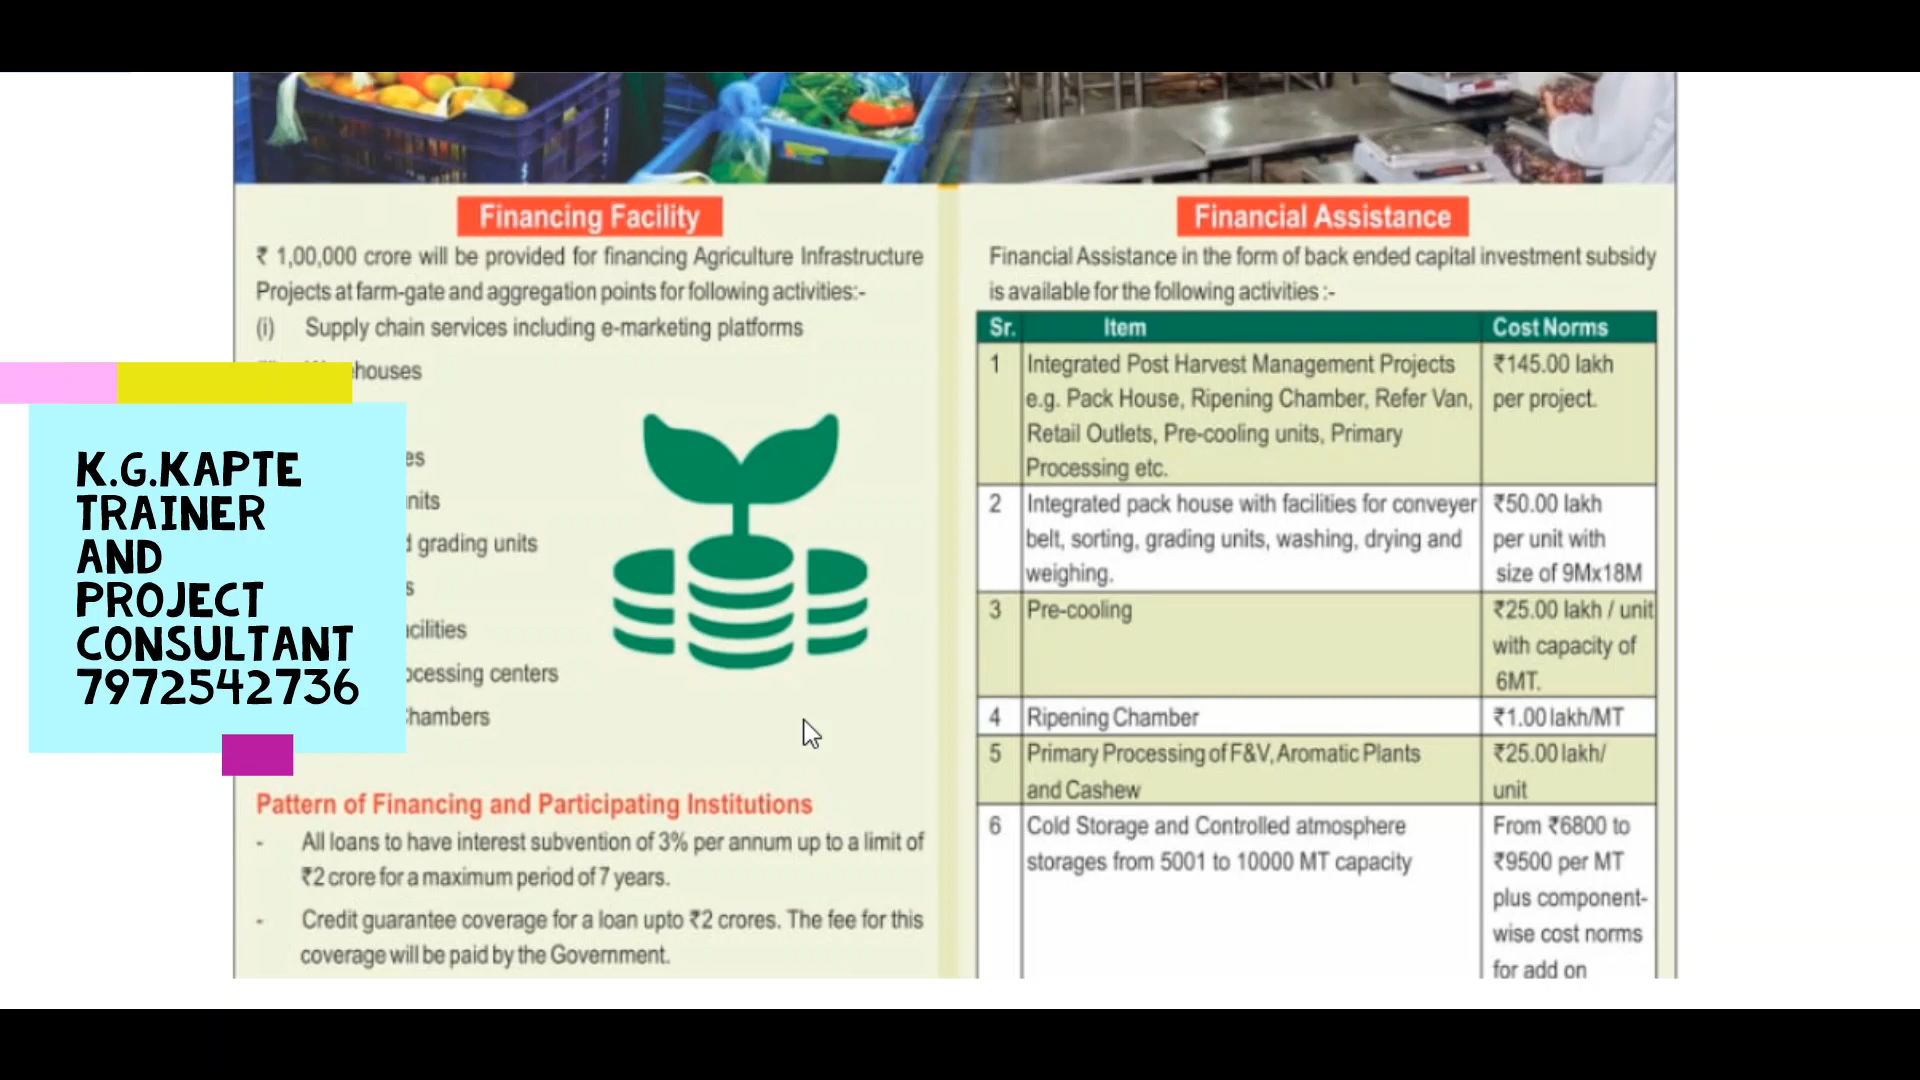 Financing Facility
₹ 1,00,000 crore will be provided for financing Agriculture Infrastructure
Projects at farm-gate and aggregation points for following activities:-
(i) Supply chain services including e-marketing platforms
houses
es
nits
grading units
s
cilities
ocessing centers
hambers
K.G.KAPTE
TRAINER
AND
PROJECT
CONSULTANT
7972542736
Pattern of Financing and Participating Institutions
- All loans to have interest subvention of 3% per annum up to a limit of
₹2 crore for a maximum period of 7 years.
- Credit guarantee coverage for a loan upto ₹2 crores. The fee for this
coverage will be paid by the Government.
Financial Assistance
Financial Assistance in the form of back ended capital investment subsidy
is available for the following activities :-
Sr. Item Cost Norms
1 Integrated Post Harvest Management Projects ₹145.00 lakh
e.g. Pack House, Ripening Chamber, Refer Van, per project.
Retail Outlets, Pre-cooling units, Primary
Processing etc.
2 Integrated pack house with facilities for conveyer ₹50.00 lakh
belt, sorting, grading units, washing, drying and per unit with
weighing. size of 9Mx18M
3 Pre-cooling ₹25.00 lakh / unit
with capacity of
6MT.
4 Ripening Chamber ₹1.00 lakh/MT
5 Primary Processing of F&V, Aromatic Plants ₹25.00 lakh/
and Cashew unit
6 Cold Storage and Controlled atmosphere From ₹6800 to
storages from 5001 to 10000 MT capacity ₹9500 per MT
plus component-
wise cost norms
for add on